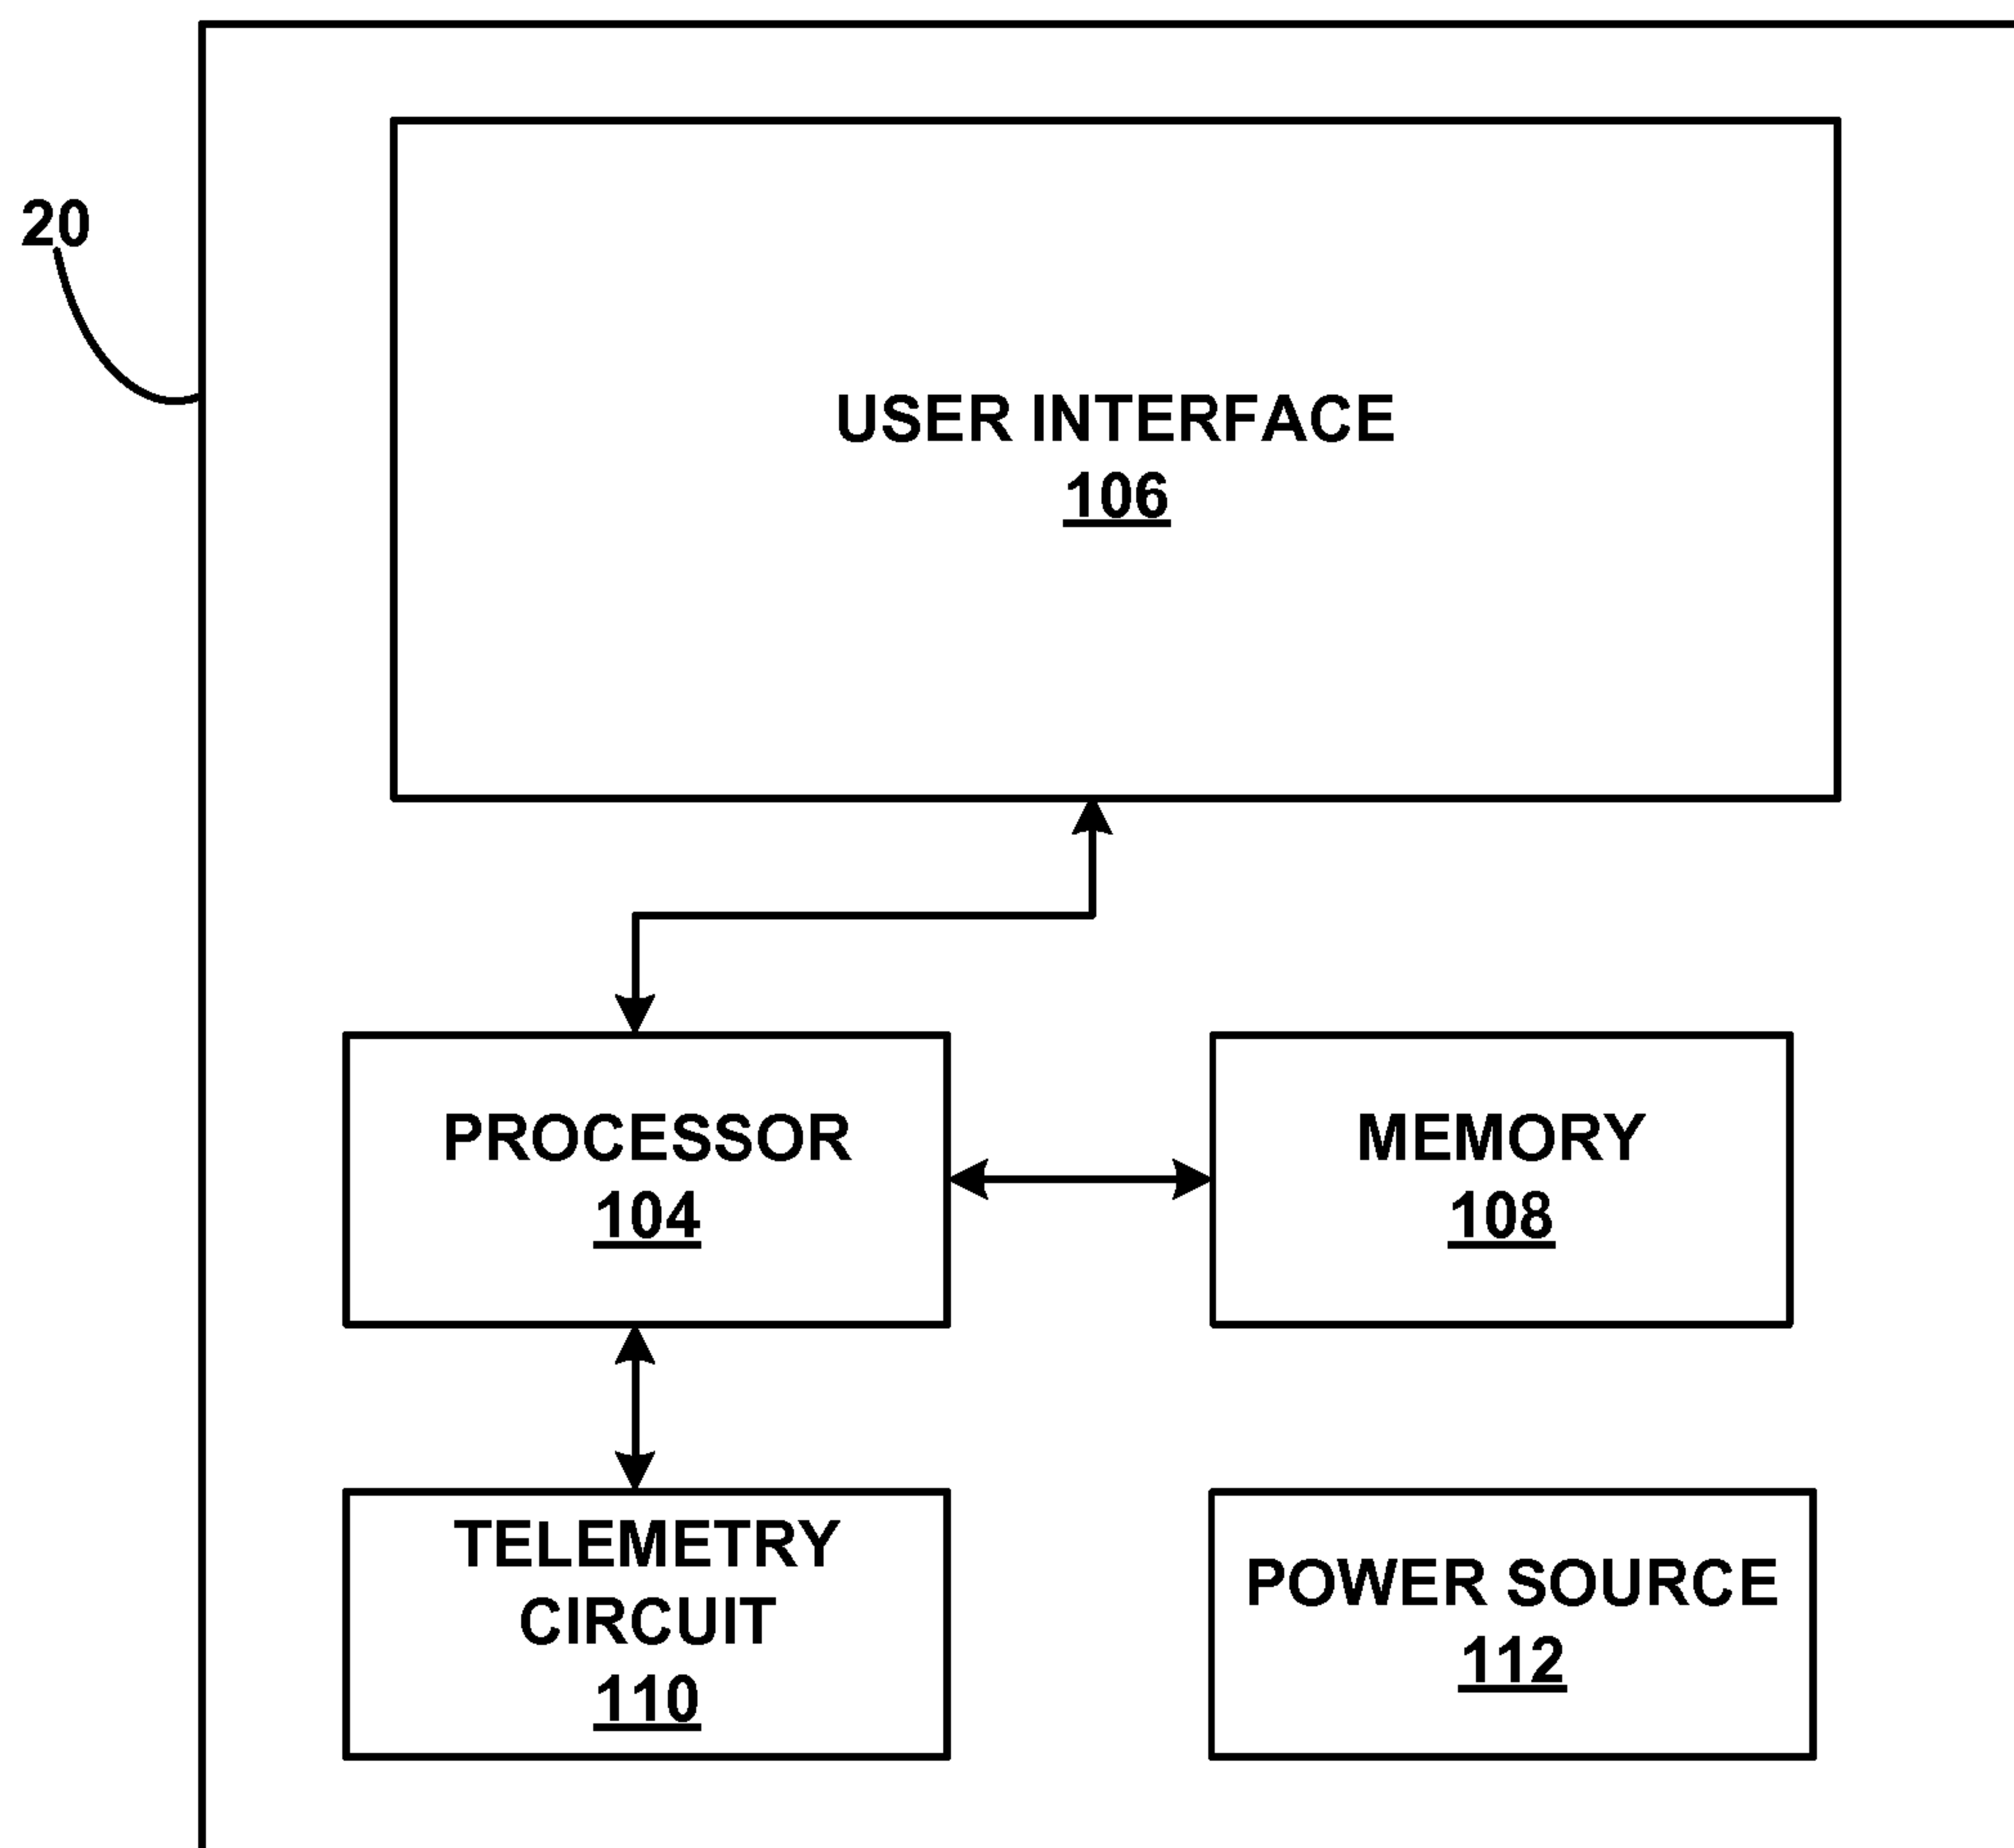 20
USER INTERFACE
106
PROCESSOR
104
MEMORY
108
TELEMETRY
CIRCUIT
110
POWER SOURCE
112